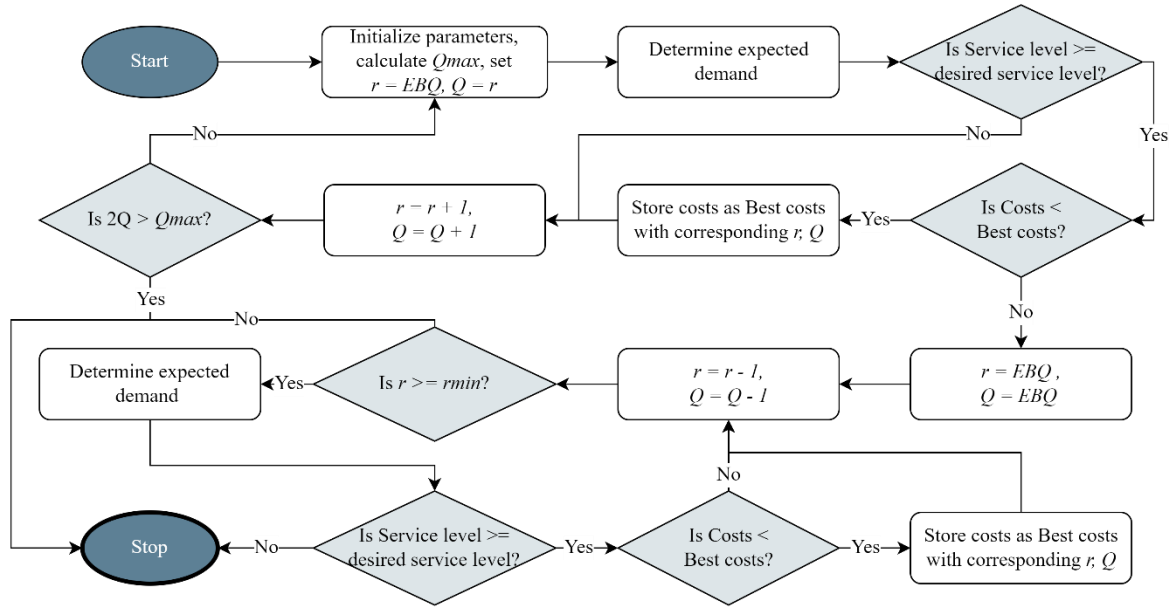 Start
Initialize parameters,
calculate Qmax, set
r = EBQ, Q = r
Determine expected
demand
Is Service level >=
desired service level?
No
No
Yes
Is 2Q > Qmax?
r = r + 1,
Q = Q + 1
Store costs as Best costs
with corresponding r, Q
Yes
Is Costs <
Best costs?
Yes
No
No
Determine expected
demand
Yes
Is r >= rmin?
r = r - 1,
Q = Q - 1
r = EBQ ,
Q = EBQ
No
Stop
No
Is Service level >=
desired service level?
Yes
Is Costs <
Best costs?
Yes
Store costs as Best costs
with corresponding r, Q